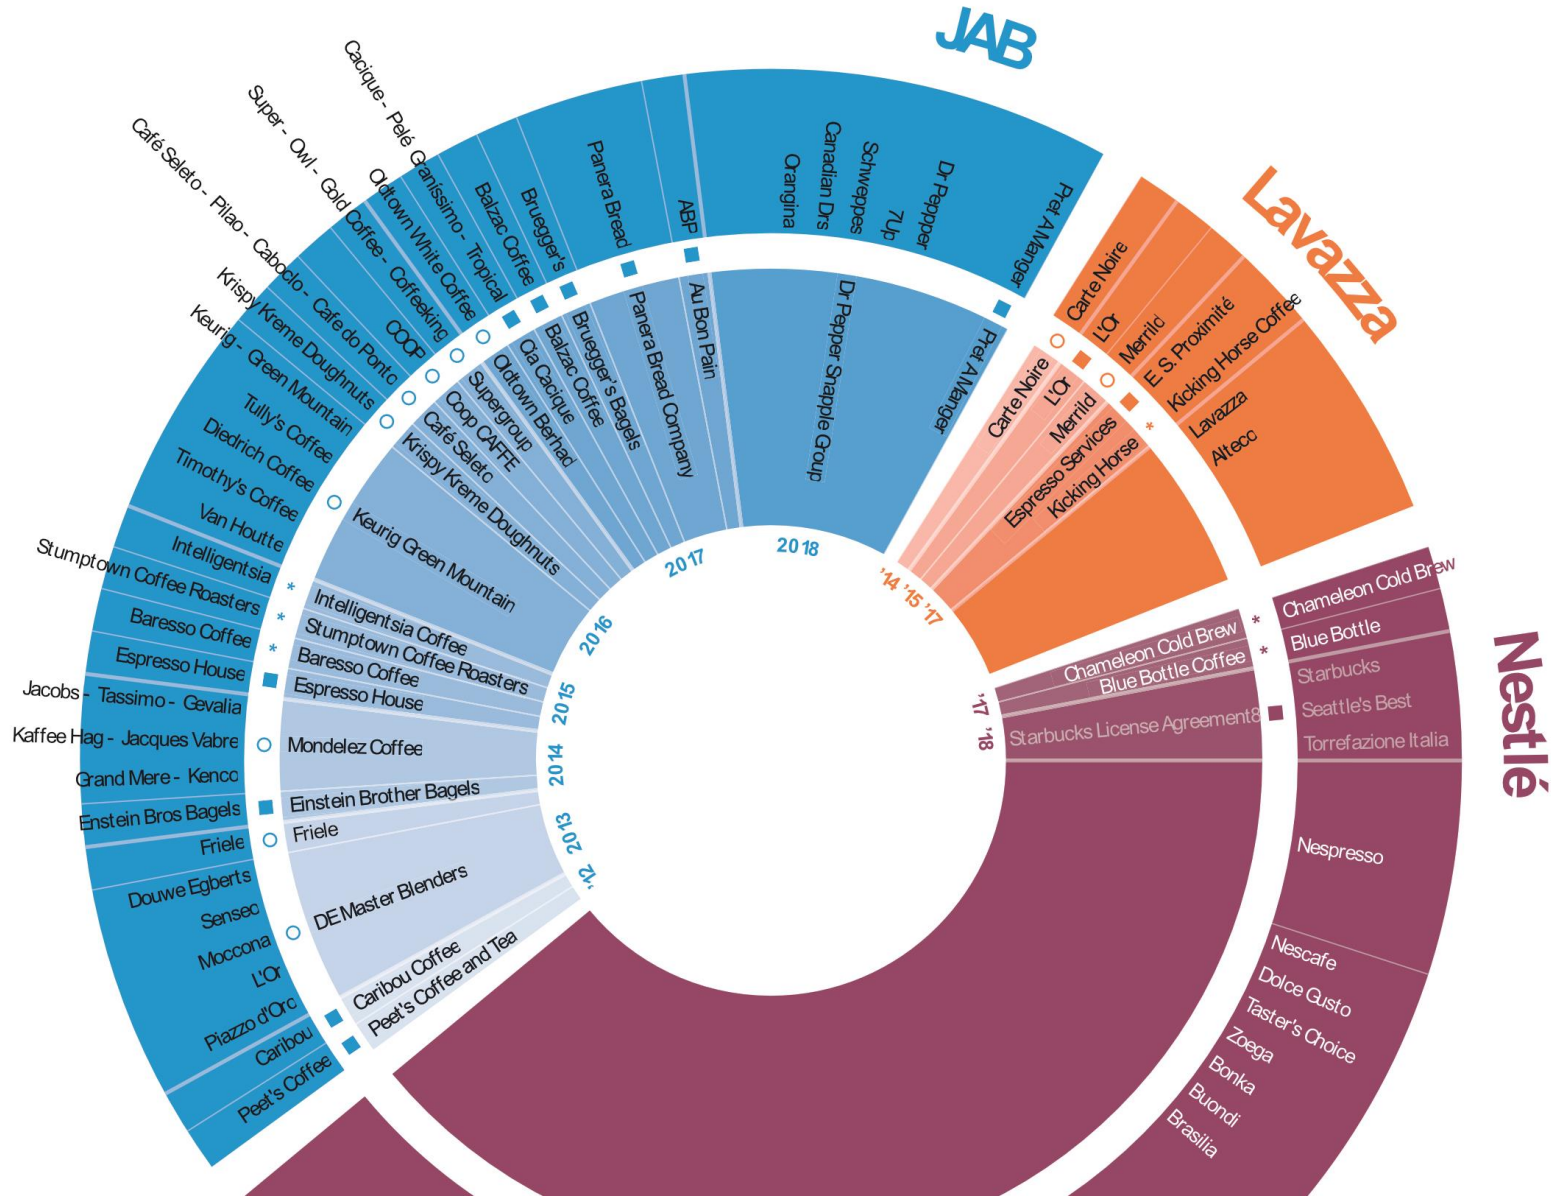 JAB
Lavazza
Nestlé
Peet's Coffee
Caribou
Piazzo d'Oro
L'Or
Moccona
Senseo
Douwe Egberts
Friele
Enstein Bros Bagels
Grand Mere - Kenco
Kaffee Hag - Jacques Vabre
Jacobs - Tassimo - Gevalia
Espresso House
Baresso Coffee
Stumptown Coffee Roasters
Intelligentsia
Van Houtte
Timothy's Coffee
Diedrich Coffee
Tully's Coffee
Keurig - Green Mountain
Krispy Kreme Doughnuts
Café Seleto - Pilao - Caboclo - Cafe do Ponto
COOP
Super - Owl - Gold Coffee - Coffeeking
Oldtown White Coffee
Cacique - Pelé Graníssimo - Tropical
Balzac Coffee
Bruegger's
Panera Bread
ABP
Orangina
Canadian Drs
Schweppes
7Up
Dr Pepper
Pret A Manger
Peet's Coffee and Tea
Caribou Coffee
DE Master Blenders
Friele
Einstein Brother Bagels
Mondelez Coffee
Espresso House
Baresso Coffee
Stumptown Coffee Roasters
Intelligentsia Coffee
Keurig Green Mountain
Krispy Kreme Doughnuts
Café Seleto
Coop CAFFE
Supergroup
Oldtown Berhad
Cia Cacique
Balzac Coffee
Bruegger's Bagels
Panera Bread Company
Au Bon Pain
Dr Pepper Snapple Group
Pret A Manger
'12
2013
2014
2015
2016
2017
2018
Carte Noire
L'Or
Merrild
E. S. Proximité
Kicking Horse Coffee
Lavazza
Alteco
Carte Noire
L'Or
Merrild
Espresso Services
Kicking Horse
'14
'15
'17
Chameleon Cold Brew
Blue Bottle
Starbucks
Seattle's Best
Torrefazione Italia
Nespresso
Nescafe
Dolce Gusto
Taster's Choice
Zoega
Bonka
Buondi
Brasilia
Chameleon Cold Brew
Blue Bottle Coffee
Starbucks License Agreement8
'17
'18